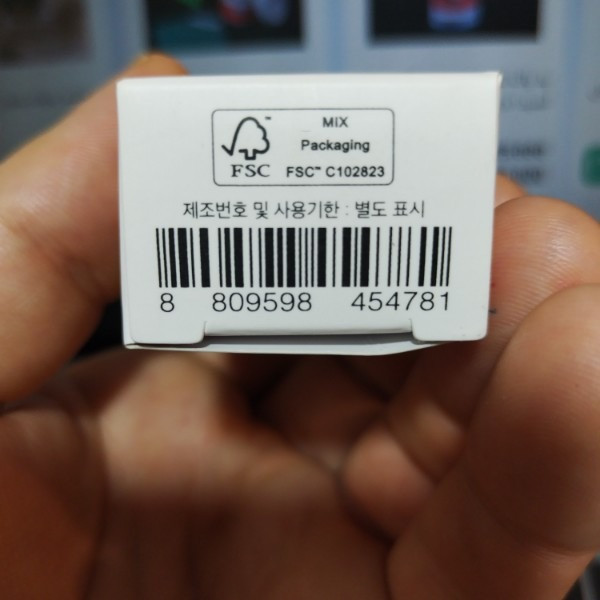 MIX
Packaging
FSC™ C102823
FSC
제조번호 및 사용기한 : 별도 표시
8 809598 454781